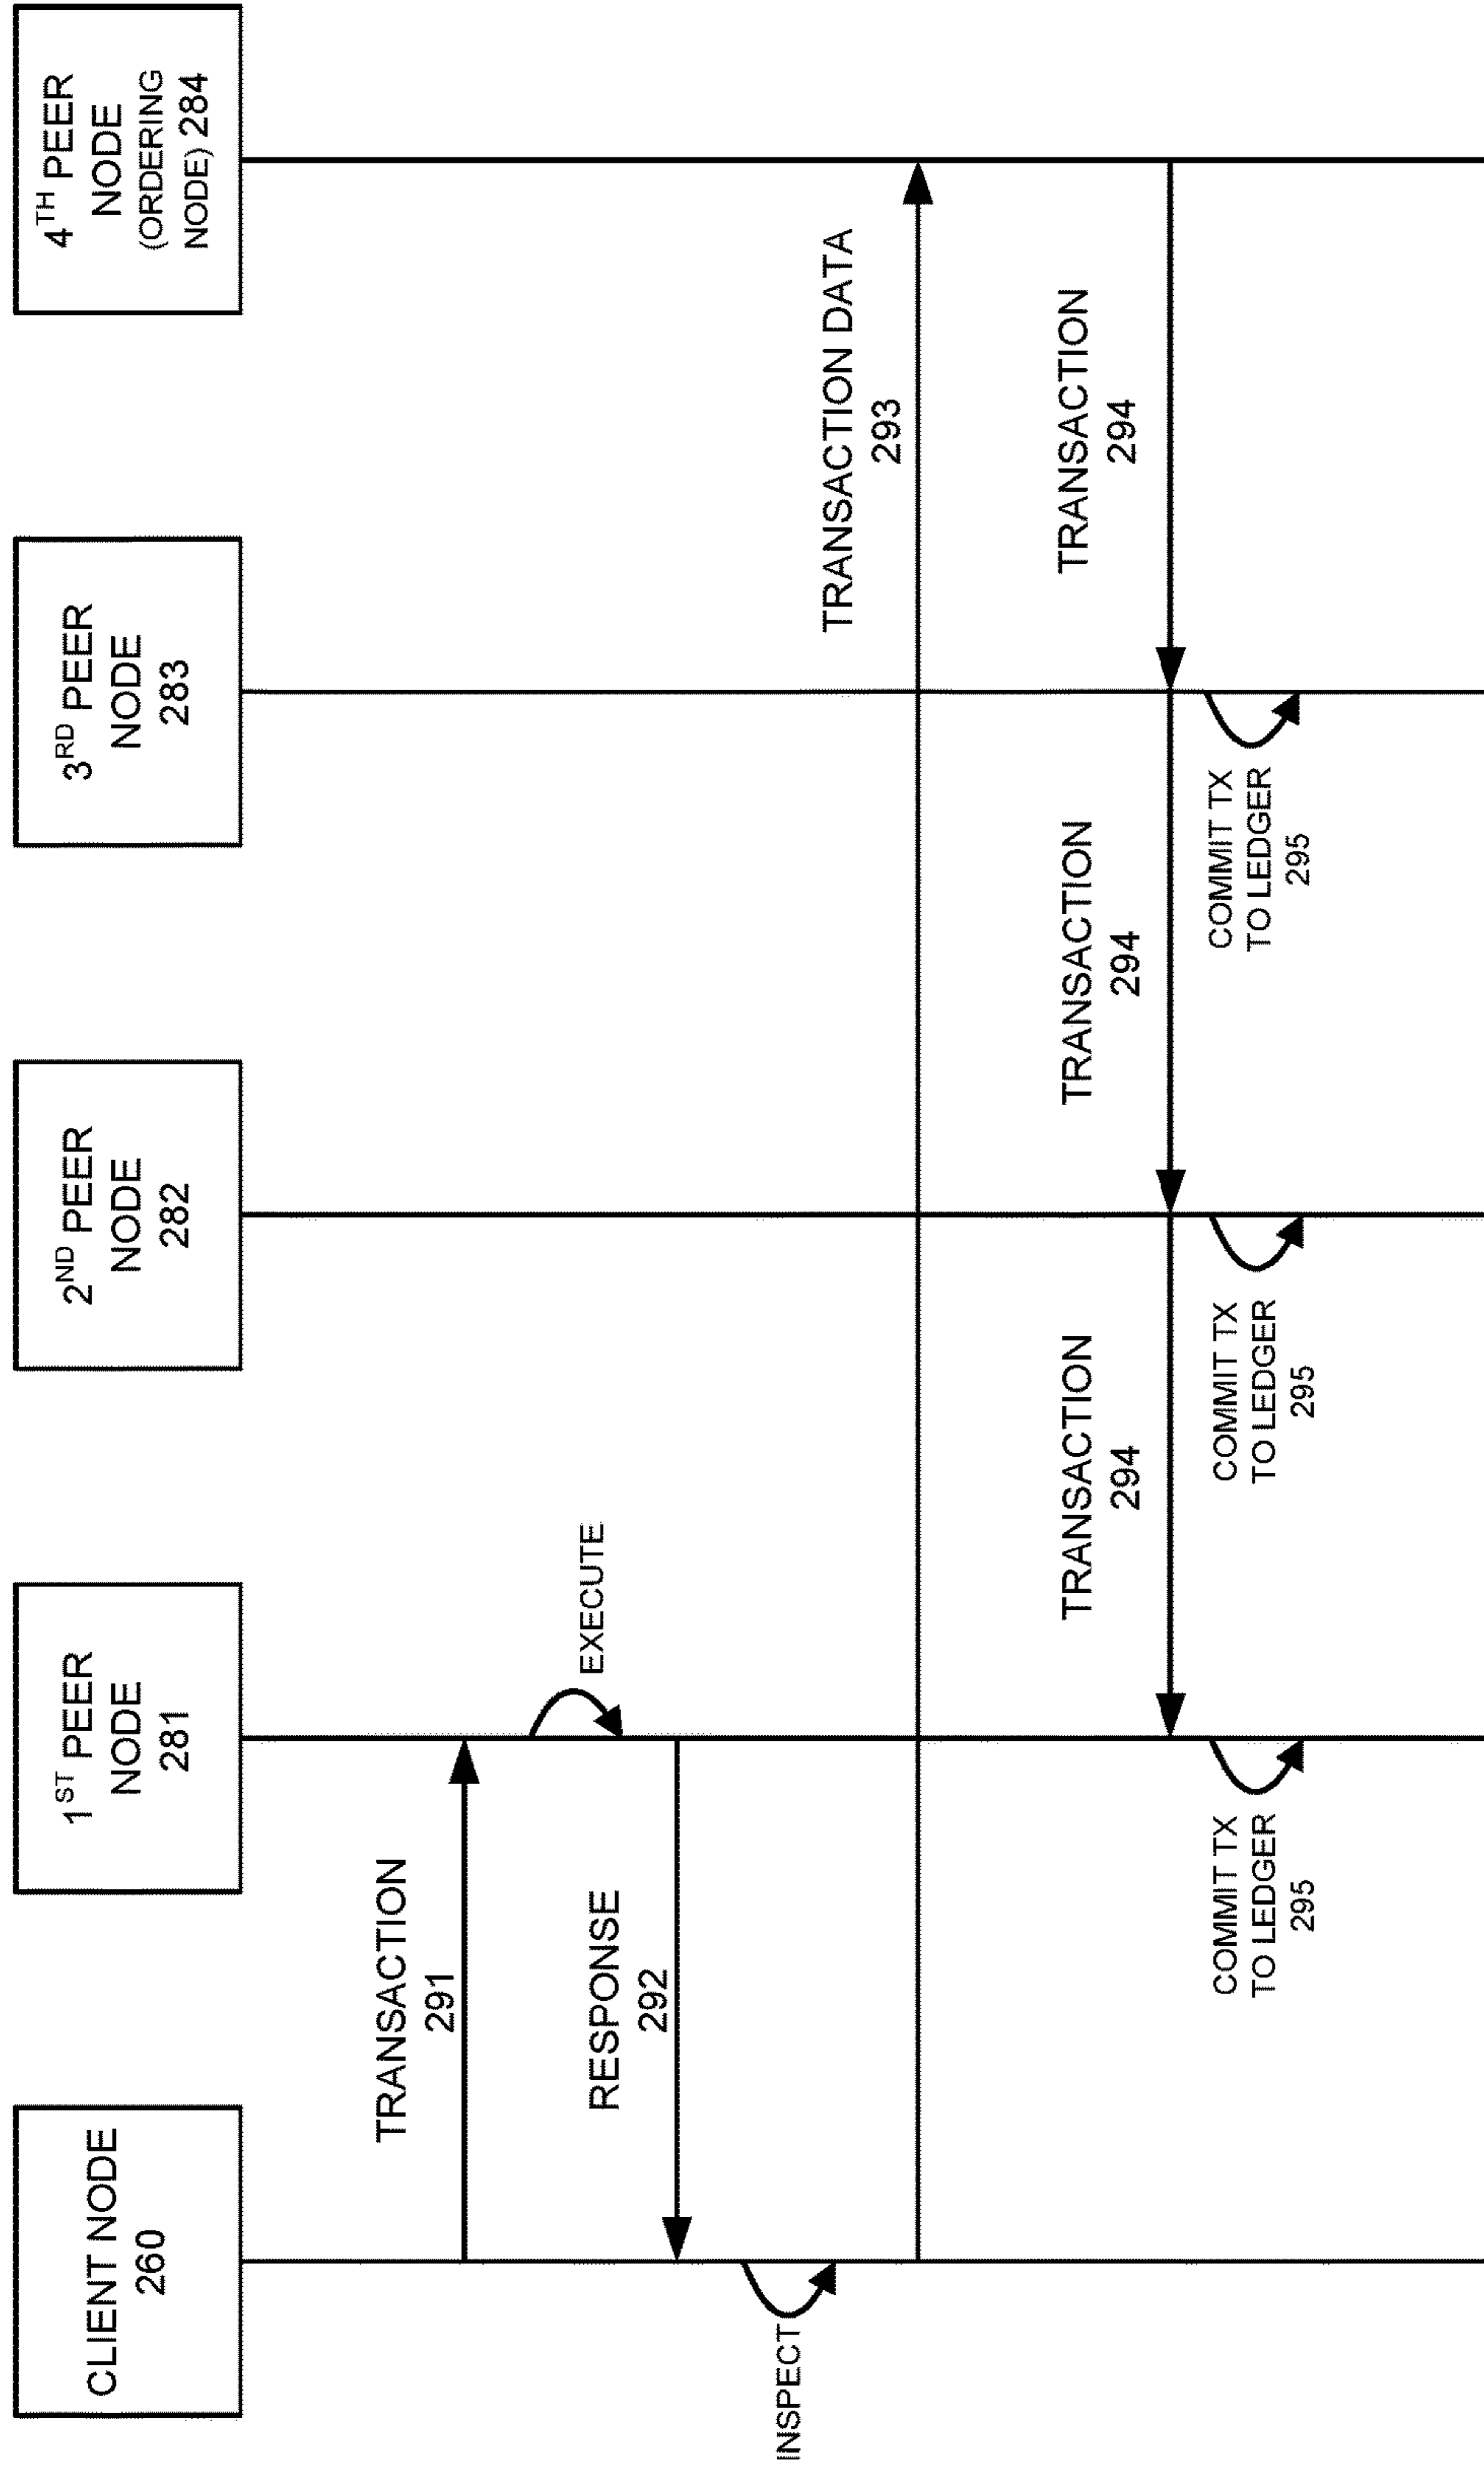 CLIENT NODE
260
1ST PEER
NODE
281
2ND PEER
NODE
282
3RD PEER
NODE
283
4TH PEER
NODE
(ORDERING
NODE) 284
TRANSACTION
291
EXECUTE
RESPONSE
292
INSPECT
TRANSACTION DATA
293
TRANSACTION
294
TRANSACTION
294
TRANSACTION
294
COMMIT TX
TO LEDGER
295
COMMIT TX
TO LEDGER
295
COMMIT TX
TO LEDGER
295